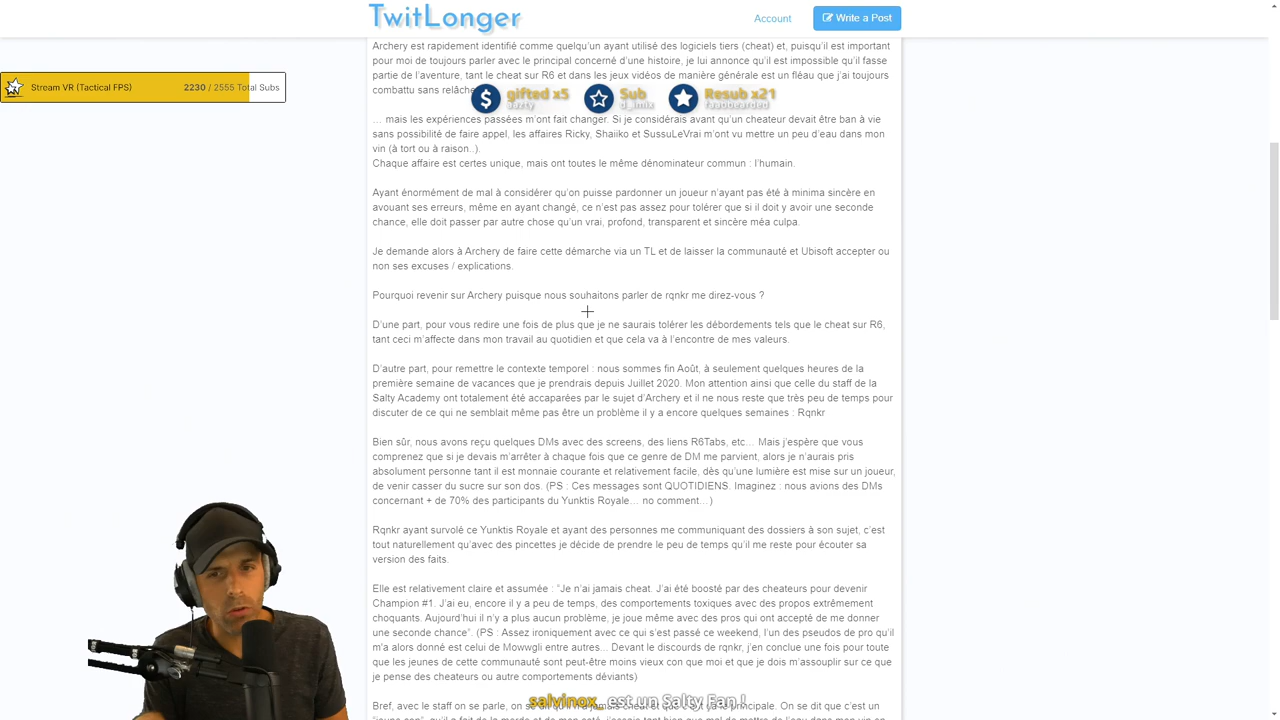 TwitLonger
Account
Write a Post
Archery est rapidement identifié comme quelqu'un ayant utilisé des logiciels tiers (cheat) et, puisqu'il est important
pour moi de toujours parler avec le principal concerné d'une histoire, je lui annonce qu'il est impossible qu'il fasse
partie de l'aventure, tant le cheat sur R6 et dans les jeux vidéos de manière générale est un fléau que j'ai toujours
combattu sans relâche
Stream VR (Tactical FPS)
2230 / 2555 Total Subs
gifted x5
aazty
Sub
d_lmix
Resub x21
… mais les expériences passées m'ont fait changer. Si je considérais avant qu'un cheateur devait être ban à vie
sans possibilité de faire appel, les affaires Ricky, Shaiiko et SussuLeVrai m'ont vu mettre un peu d'eau dans mon
vin (à tort ou à raison..).
Chaque affaire est certes unique, mais ont toutes le même dénominateur commun : l'humain.
Ayant énormément de mal à considérer qu'on puisse pardonner un joueur n'ayant pas été à minima sincère en
avouant ses erreurs, même en ayant changé, ce n'est pas assez pour tolérer que si il doit y avoir une seconde
chance, elle doit passer par autre chose qu'un vrai, profond, transparent et sincère méa culpa.
Je demande alors à Archery de faire cette démarche via un TL et de laisser la communauté et Ubisoft accepter ou
non ses excuses / explications.
Pourquoi revenir sur Archery puisque nous souhaitons parler de rqnkr me direz-vous ?
D'une part, pour vous redire une fois de plus que je ne saurais tolérer les débordements tels que le cheat sur R6,
tant ceci m'affecte dans mon travail au quotidien et que cela va à l'encontre de mes valeurs.
D'autre part, pour remettre le contexte temporel : nous sommes fin Août, à seulement quelques heures de la
première semaine de vacances que je prendrais depuis Juillet 2020. Mon attention ainsi que celle du staff de la
Salty Academy ont totalement été accaparées par le sujet d'Archery et il ne nous reste que très peu de temps pour
discuter de ce qui ne semblait même pas être un problème il y a encore quelques semaines : Rqnkr
Bien sûr, nous avons reçu quelques DMs avec des screens, des liens R6Tabs, etc… Mais j'espère que vous
comprenez que si je devais m'arrêter à chaque fois que ce genre de DM me parvient, alors je n'aurais pris
absolument personne tant il est monnaie courante et relativement facile, dès qu'une lumière est mise sur un joueur,
de venir casser du sucre sur son dos. (PS : Ces messages sont QUOTIDIENS. Imaginez : nous avions des DMs
concernant + de 70% des participants du Yunktis Royale… no comment…)
Rqnkr ayant survolé ce Yunktis Royale et ayant des personnes me communiquant des dossiers à son sujet, c'est
tout naturellement qu'avec des pincettes je décide de prendre le peu de temps qu'il me reste pour écouter sa
version des faits.
Elle est relativement claire et assumée : "Je n'ai jamais cheat. J'ai été boosté par des cheateurs pour devenir
Champion #1. J'ai eu, encore il y a peu de temps, des comportements toxiques avec des propos extrêmement
choquants. Aujourd'hui il n'y a plus aucun problème, je joue même avec des pros qui ont accepté de me donner
une seconde chance". (PS : Assez ironiquement avec ce qui s'est passé ce weekend, l'un des pseudos de pro qu'il
m'a alors donné est celui de Mowwgli entre autres... Devant le discourds de rqnkr, j'en conclue une fois pour toute
que les jeunes de cette communauté sont peut-être moins vieux con que moi et que je dois m'assouplir sur ce que
je pense des cheateurs ou autre comportements déviants)
salvinox_ est un Salty Fan !